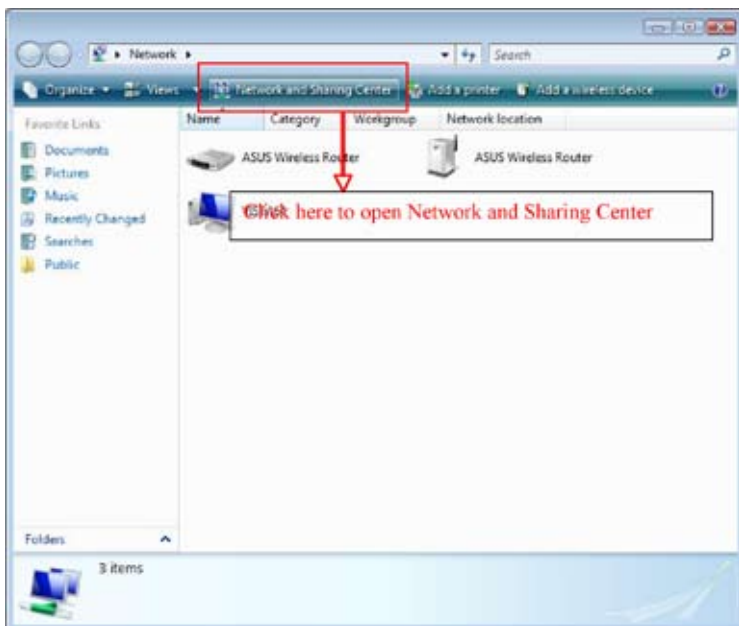 Network
Search
Organize Views Network and Sharing Center Add a printer Add a wireless device
Favorite Links
Documents
Pictures
Music
Recently Changed
Searches
Public
Folders
Name Category Workgroup Network location
ASUS Wireless Router ASUS Wireless Router
Click here to open Network and Sharing Center
3 items